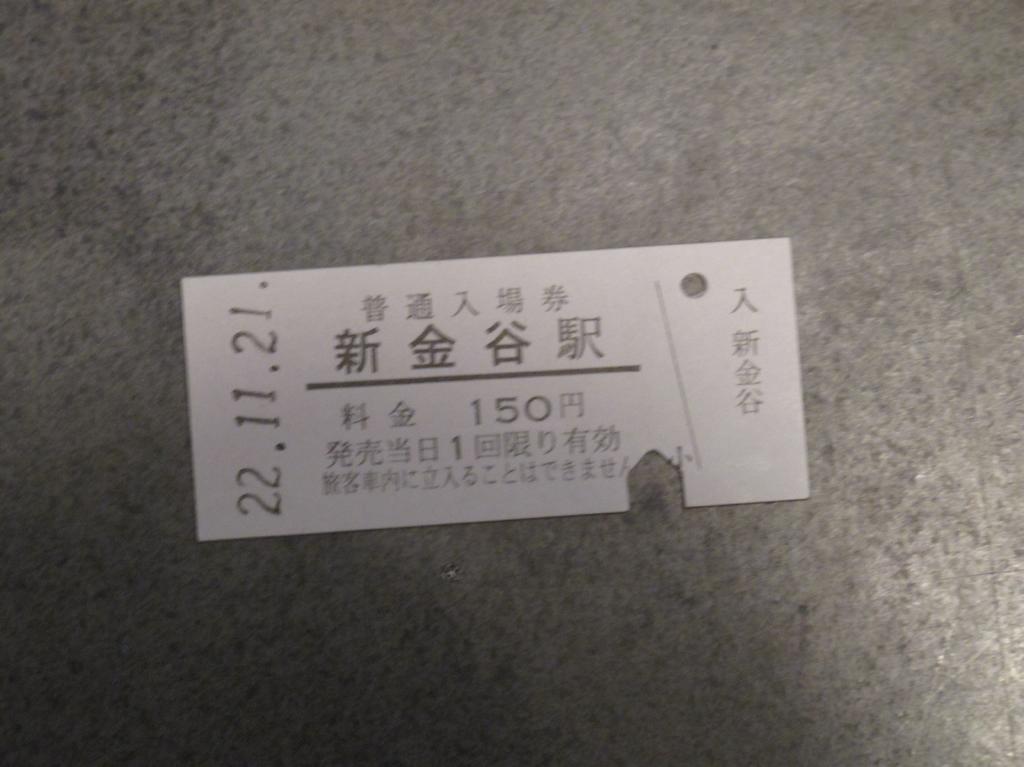 22.11.21.
普通入場券
新金谷駅
料金 150円
発売当日1回限り有効
旅客車内に立入ることはできません
小
入
新金谷